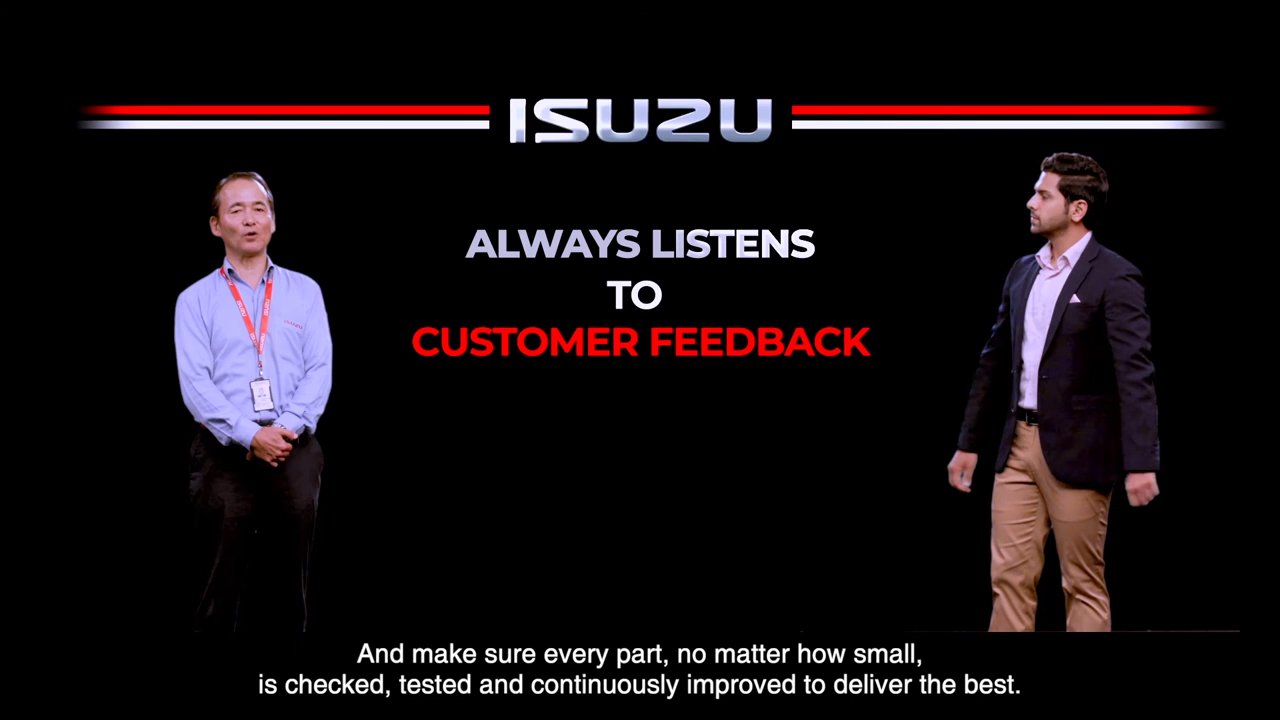 ISUZU
ALWAYS LISTENS
TO
CUSTOMER FEEDBACK
ISUZU
And make sure every part, no matter how small,
is checked, tested and continuously improved to deliver the best.